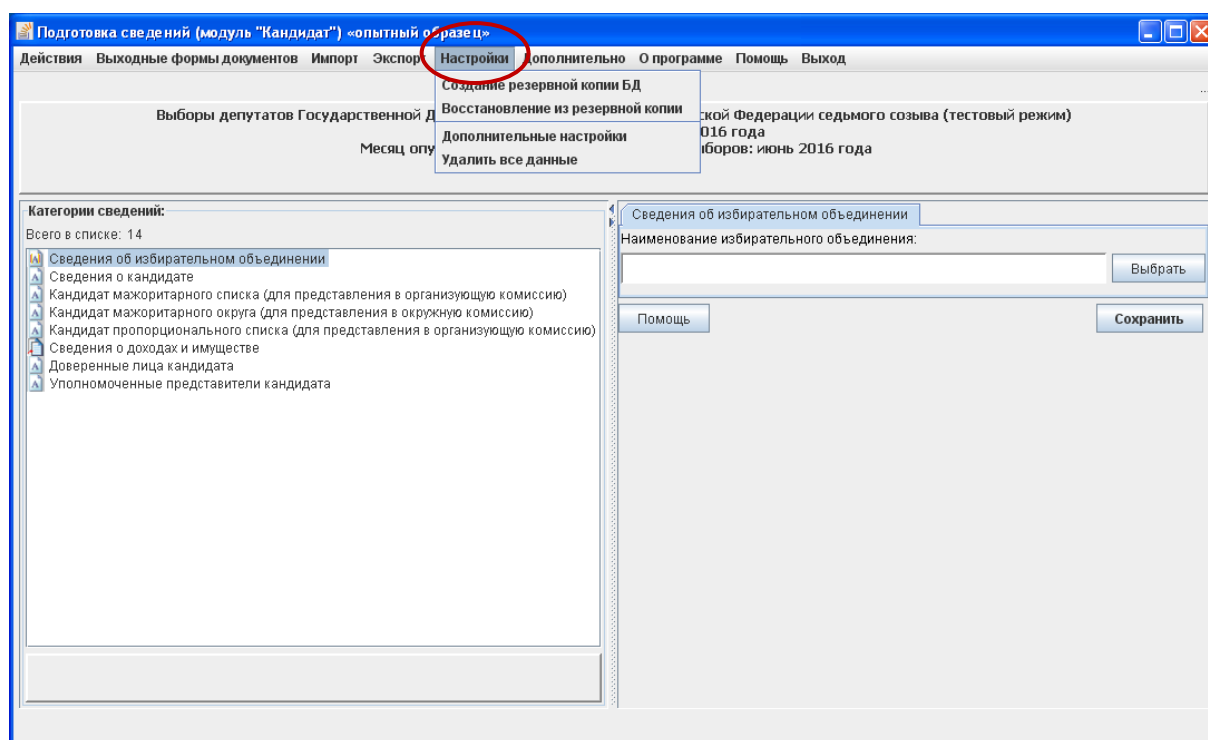 Подготовка сведений (модуль "Кандидат") «опытный образец»
Действия Выходные формы документов Импорт Экспорт Настройки Дополнительно О программе Помощь Выход
Создание резервной копии БД
Восстановление из резервной копии
Дополнительные настройки
Удалить все данные
...
Выборы депутатов Государственной Д ской Федерации седьмого созыва (тестовый режим)
016 года
Месяц опу боров: июнь 2016 года
Категории сведений:
Всего в списке: 14
Сведения об избирательном объединении
Сведения о кандидате
Кандидат мажоритарного списка (для представления в организующую комиссию)
Кандидат мажоритарного округа (для представления в окружную комиссию)
Кандидат пропорционального списка (для представления в организующую комиссию)
Сведения о доходах и имуществе
Доверенные лица кандидата
Уполномоченные представители кандидата
Сведения об избирательном объединении
Наименование избирательного объединения:
Выбрать
Помощь
Сохранить